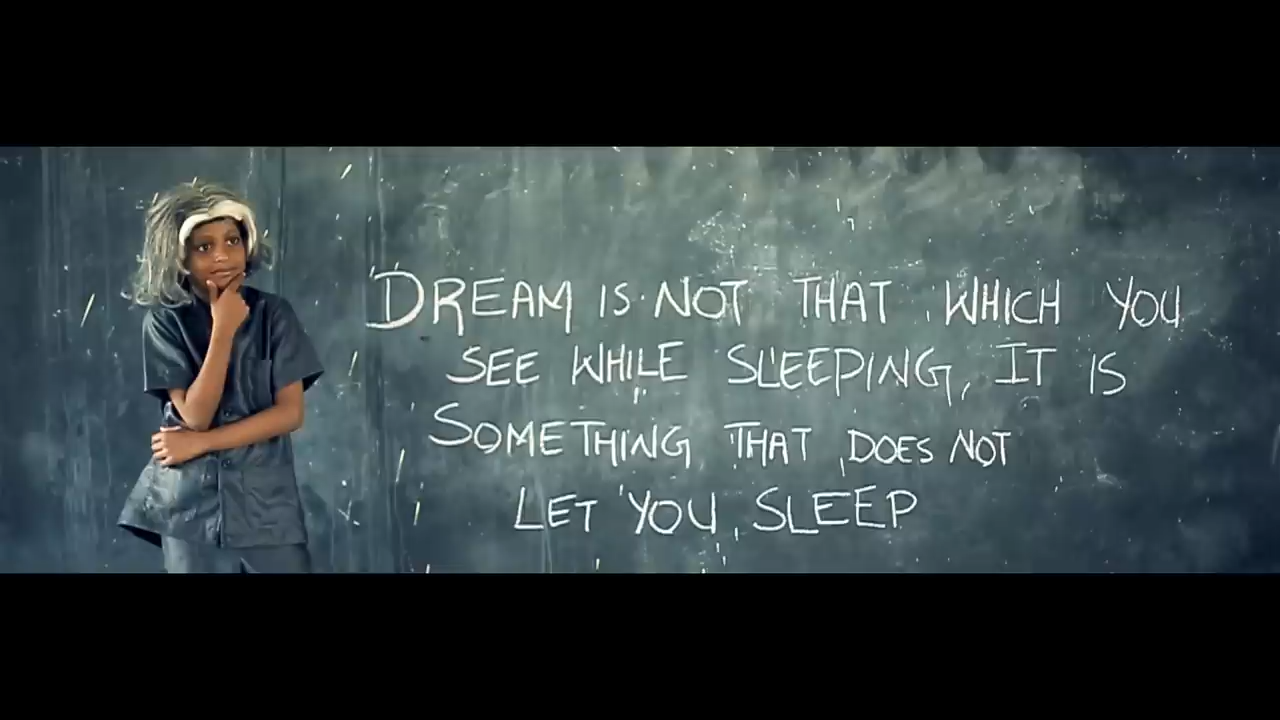 DREAM IS NOT THAT WHICH YOU
SEE WHILE SLEEPING, IT IS
SOMETHING THAT DOES NOT
LET YOU SLEEP